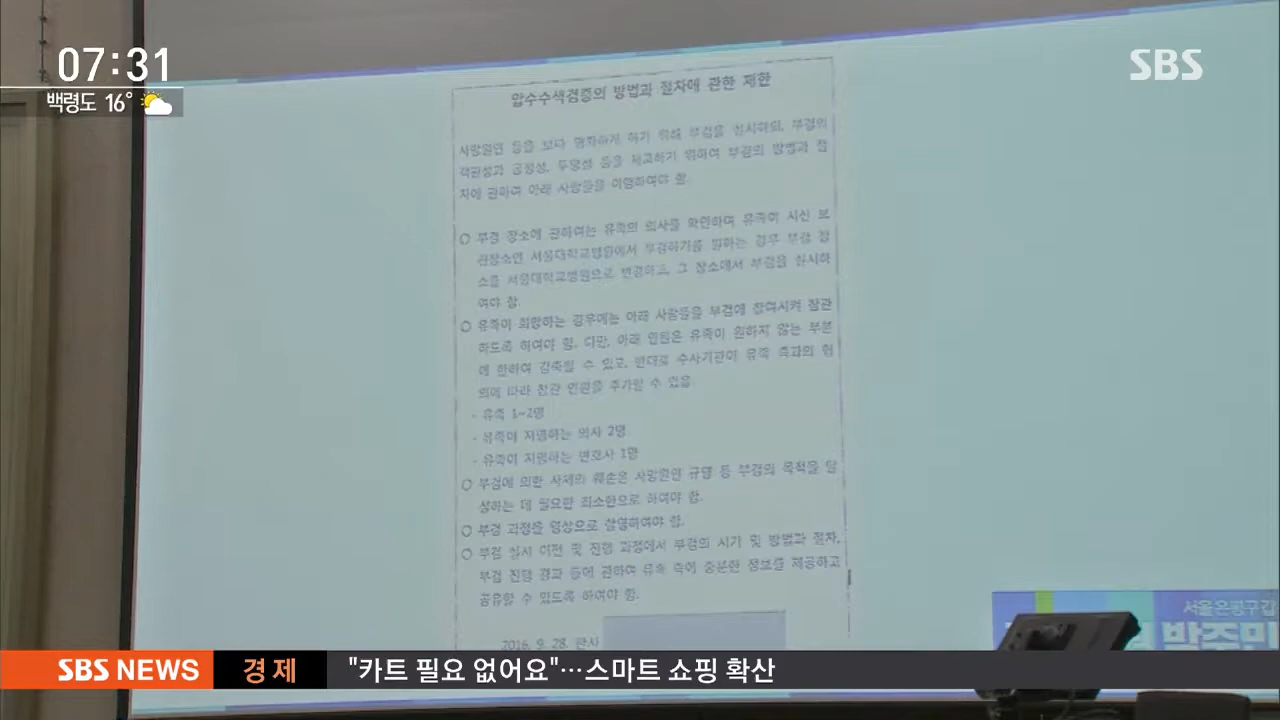 07:31
백령도 16°
SBS
압수수색검증의 방법과 절차에 관한 제한
사망원인 등을 보다 명확하게 하기 위해 부검을 실시하되, 부검의
객관성과 공정성, 투명성 등을 제고하기 위하여 부검의 방법과 절
차에 관하여 아래 사항들을 이행하여야 함.
○ 부검 장소에 관하여는 유족의 의사를 확인하여 유족이 시신 보
관장소인 서울대학교병원에서 부검하기를 원하는 경우 부검 장
소를 서울대학교병원으로 변경하고, 그 장소에서 부검을 실시하
여야 함.
○ 유족이 희망하는 경우에는 아래 사람들을 부검에 참여시켜 참관
하도록 하여야 함. 다만, 아래 인원은 유족이 원하지 않는 부분
에 한하여 감축할 수 있고, 반대로 수사기관이 유족 측과의 협
의에 따라 참관 인원을 추가할 수 있음.
- 유족 1~2명
- 유족이 지명하는 의사 2명
- 유족이 지명하는 변호사 1명
○ 부검에 의한 사체의 훼손은 사망원인 규명 등 부검의 목적을 달
성하는 데 필요한 최소한으로 하여야 함.
○ 부검 과정을 영상으로 촬영하여야 함.
○ 부검 실시 이전 및 진행 과정에서 부검의 시기 및 방법과 절차,
부검 진행 경과 등에 관하여 유족 측에 충분한 정보를 제공하고
공유할 수 있도록 하여야 함.
2016. 9. 28. 판사
서울은평구갑
박주민
SBS NEWS 경제 "카트 필요 없어요"…스마트 쇼핑 확산